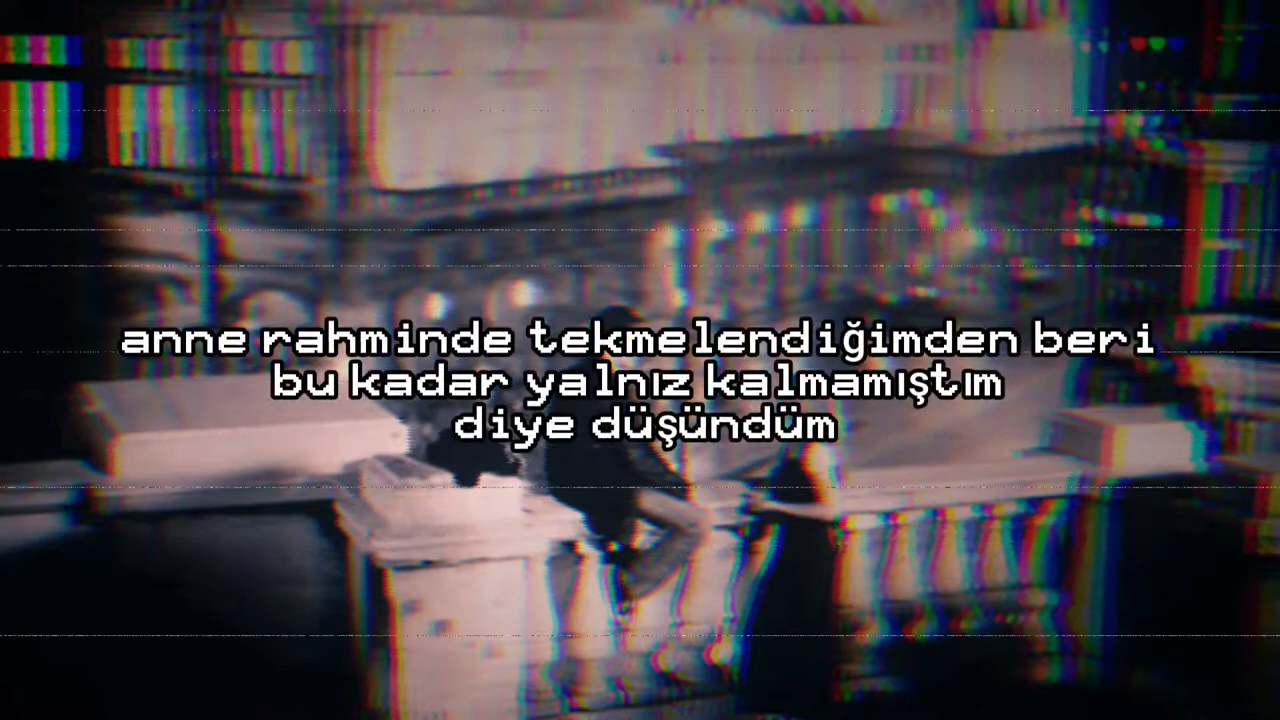 anne rahminde tekmelendiğimden beri
bu kadar yalnız kalmamıştım
diye düşündüm